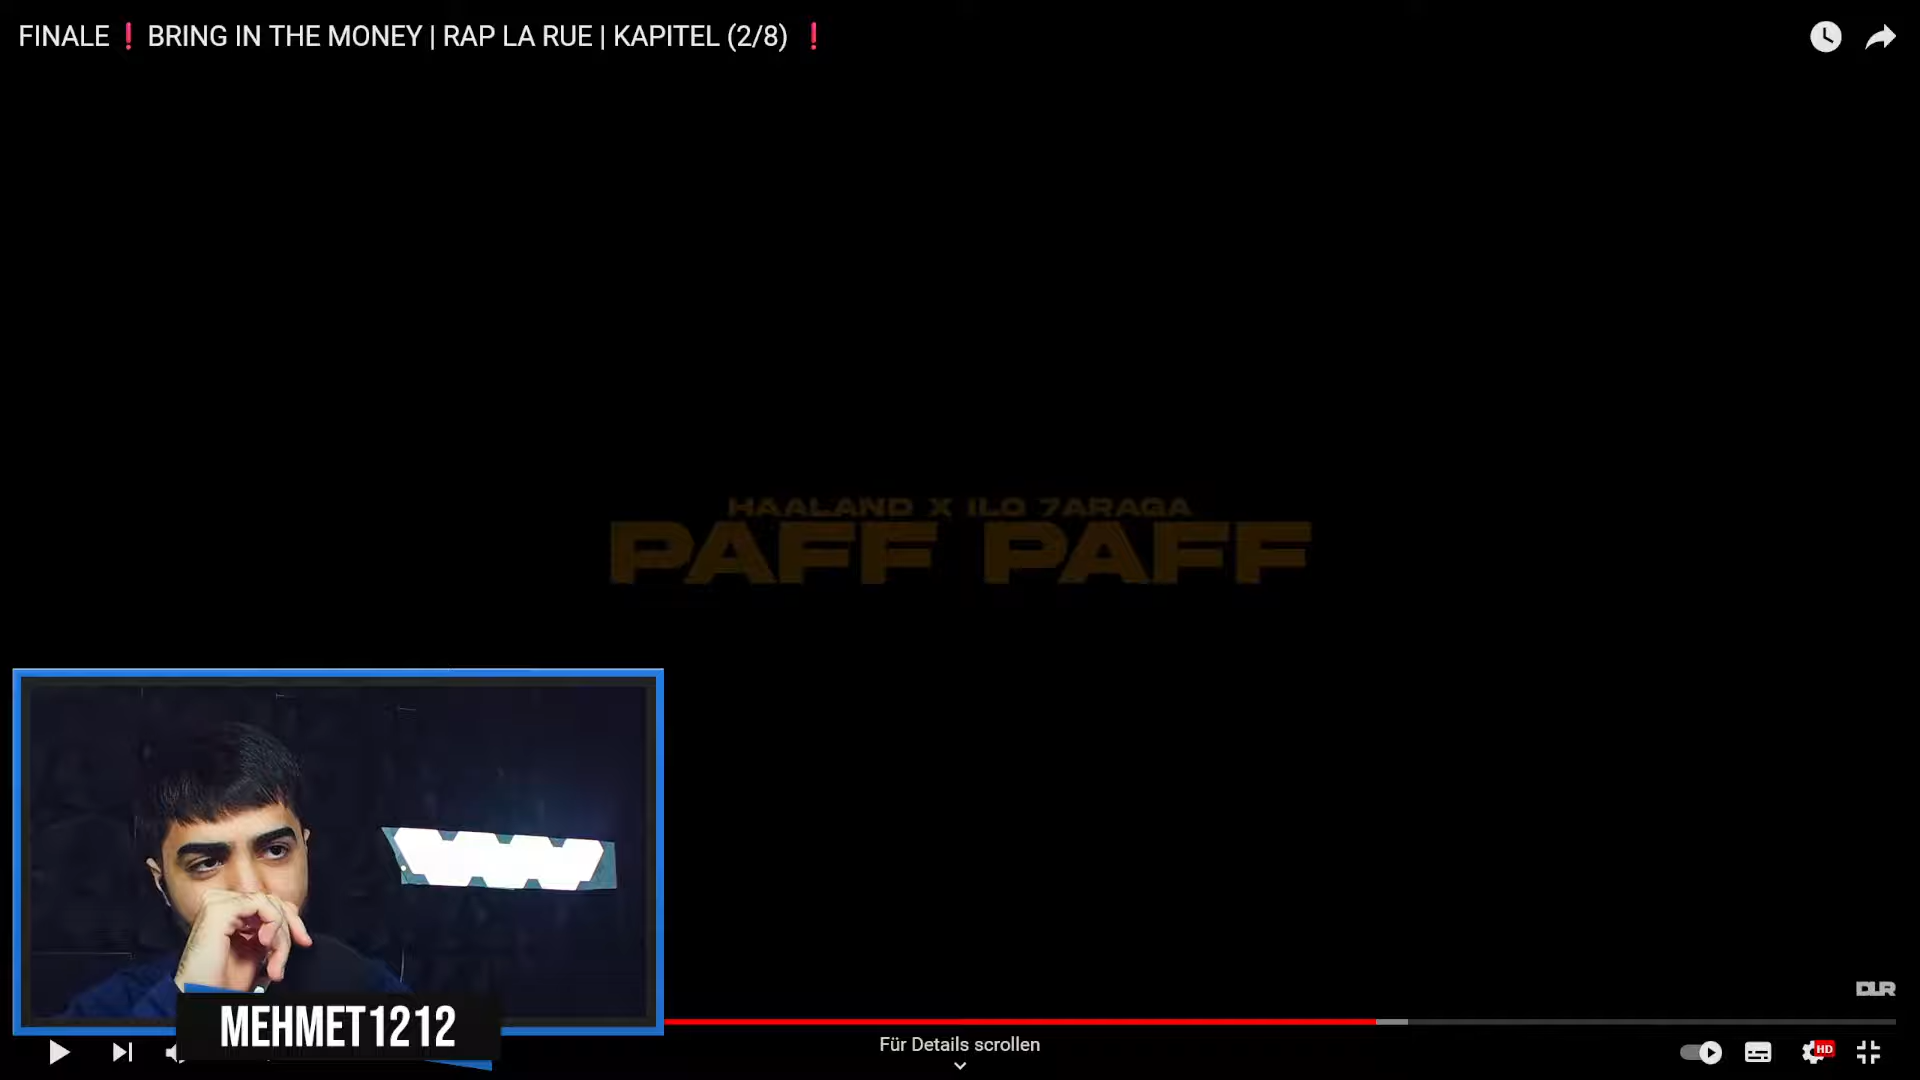 FINALE❗ BRING IN THE MONEY | RAP LA RUE | KAPITEL (2/8) ❗
HAALAND X ILO 7ARAGA
PAFF PAFF
DLR
MEHMET1212
Für Details scrollen
HD